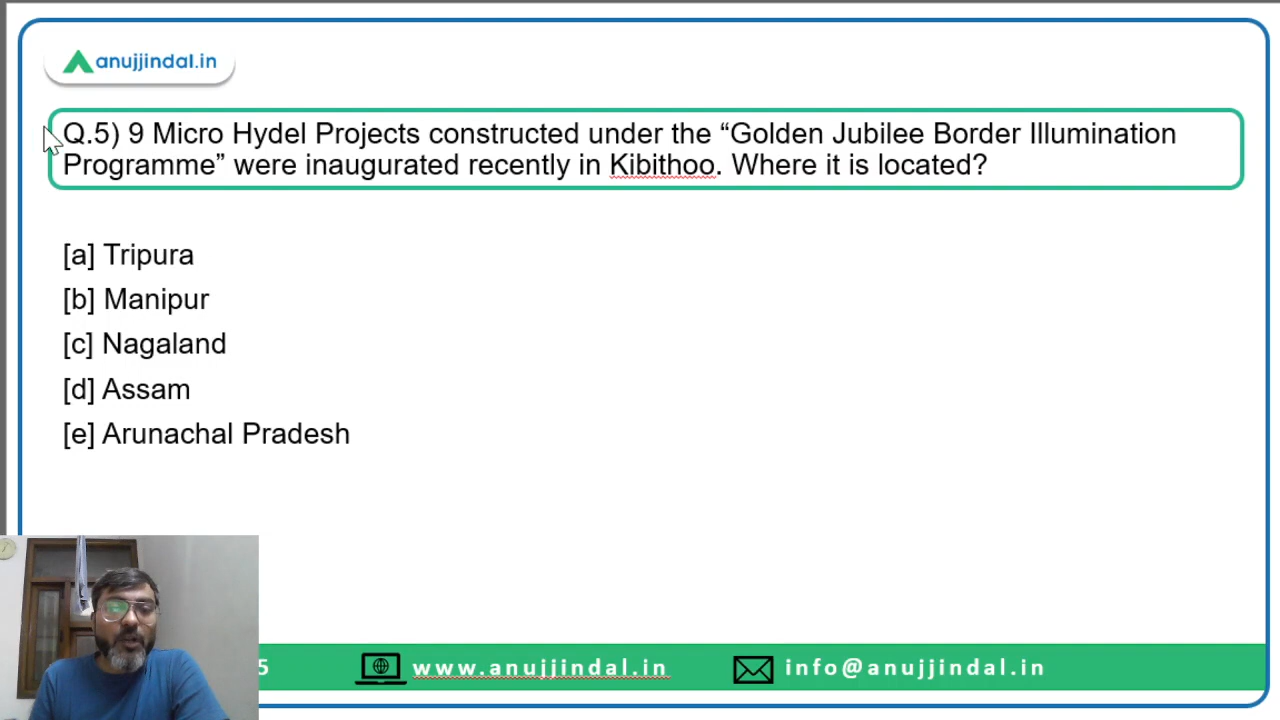 anujjindal.in
Q.5) 9 Micro Hydel Projects constructed under the “Golden Jubilee Border Illumination
Programme” were inaugurated recently in Kibithoo. Where it is located?
[a] Tripura
[b] Manipur
[c] Nagaland
[d] Assam
[e] Arunachal Pradesh
5 www.anujjindal.in info@anujjindal.in